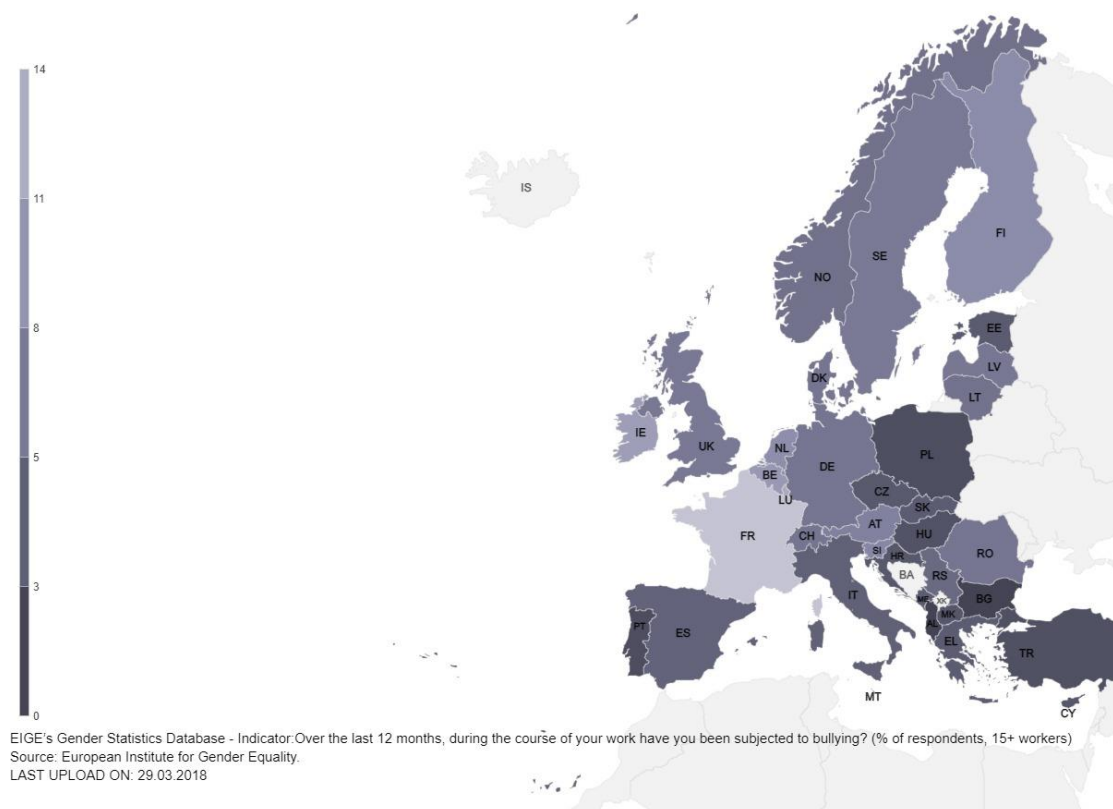 14
11
8
5
3
0
IS
FI
SE
NO
EE
LV
DK
LT
IE
UK
NL
DE
PL
BE
CZ
LU
SK
FR
AT
HU
CH
SI
HR
RO
BA
RS
IT
ME
XK
BG
PT
ES
MK
AL
EL
TR
MT
CY
EIGE's Gender Statistics Database - Indicator:Over the last 12 months, during the course of your work have you been subjected to bullying? (% of respondents, 15+ workers)
Source: European Institute for Gender Equality.
LAST UPLOAD ON: 29.03.2018